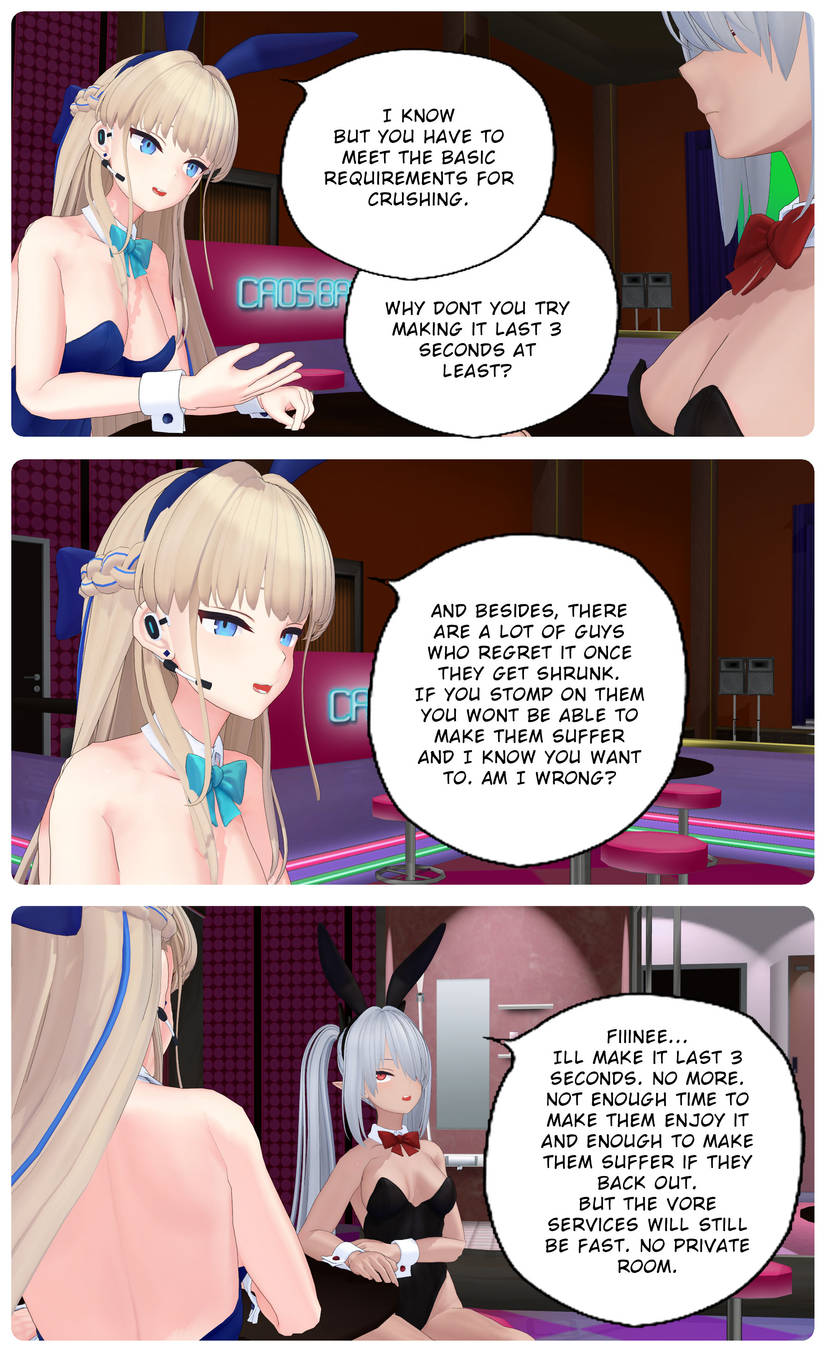 I KNOW
BUT YOU HAVE TO
MEET THE BASIC
REQUIREMENTS FOR
CRUSHING.
CAOSBA
WHY DONT YOU TRY
MAKING IT LAST 3
SECONDS AT
LEAST?
AND BESIDES, THERE
ARE A LOT OF GUYS
WHO REGRET IT ONCE
THEY GET SHRUNK.
IF YOU STOMP ON THEM
YOU WONT BE ABLE TO
MAKE THEM SUFFER
AND I KNOW YOU WANT
TO. AM I WRONG?
CA
FIIINEE...
ILL MAKE IT LAST 3
SECONDS. NO MORE.
NOT ENOUGH TIME TO
MAKE THEM ENJOY IT
AND ENOUGH TO MAKE
THEM SUFFER IF THEY
BACK OUT.
BUT THE VORE
SERVICES WILL STILL
BE FAST. NO PRIVATE
ROOM.